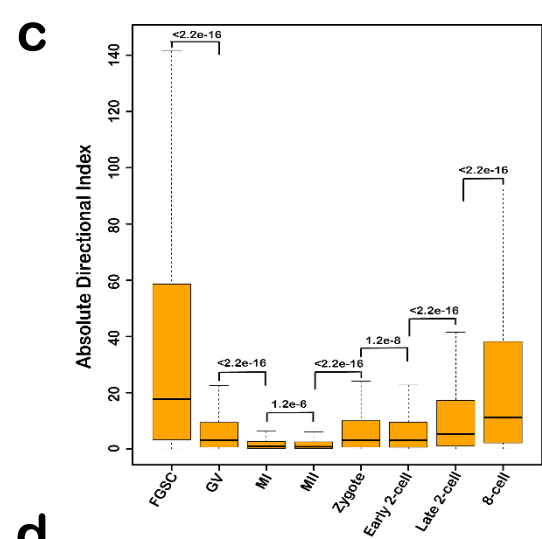 c
<2.2e-16
140
120
<2.2e-16
100
Absolute Directional Index
80
60
<2.2e-16
40
1.2e-8
<2.2e-16
<2.2e-16
20
1.2e-6
0
FGSC
GV
MI
MII
Zygote
Early 2-cell
Late 2-cell
8-cell
d